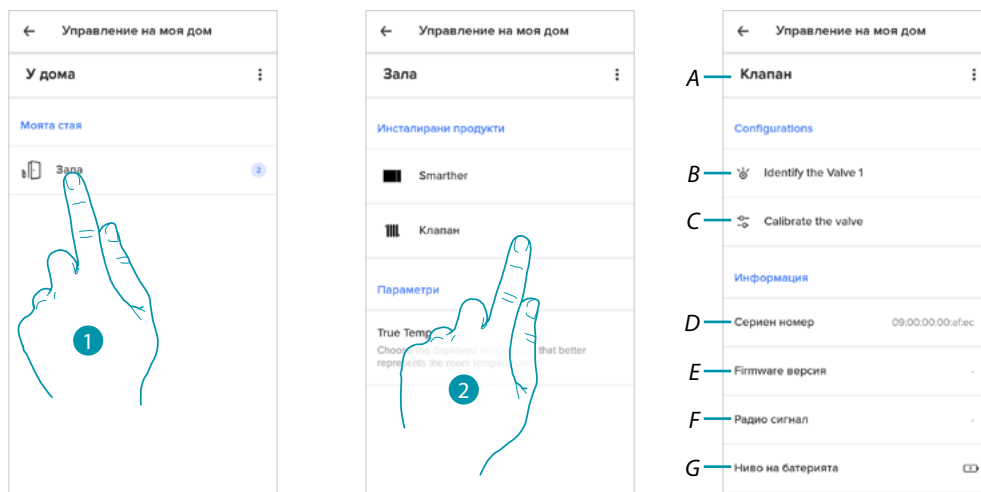 ← Управление на моя дом
У дома
Моята стая
Зала 2
1
← Управление на моя дом
Зала
Инсталирани продукти
Smarther
Клапан
Параметри
True Temp
Choose the displayed that better
represents the room temperature
2
← Управление на моя дом
A Клапан
Configurations
B Identify the Valve 1
C Calibrate the valve
Информация
D Сериен номер 09:00:00:00:af:ec
E Firmware версия -
F Радио сигнал -
G Ниво на батерията